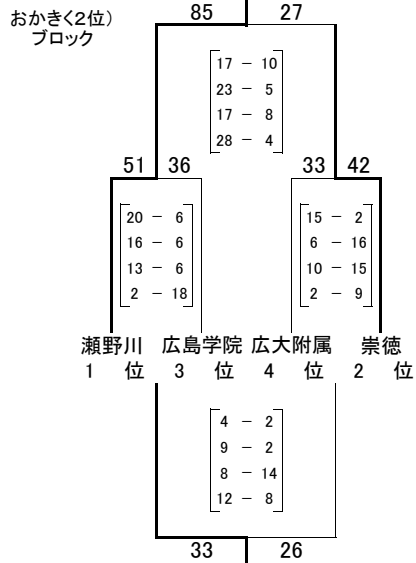 おかきく2位)
ブロック
85 27
17 － 10
23 － 5
17 － 8
28 － 4
51 36 33 42
20 － 6 15 － 2
16 － 6 6 － 16
13 － 6 10 － 15
2 － 18 2 － 9
瀬野川 広島学院 広大附属 崇徳
1 位 3 位 4 位 2 位
4 － 2
9 － 2
8 － 14
12 － 8
33 26